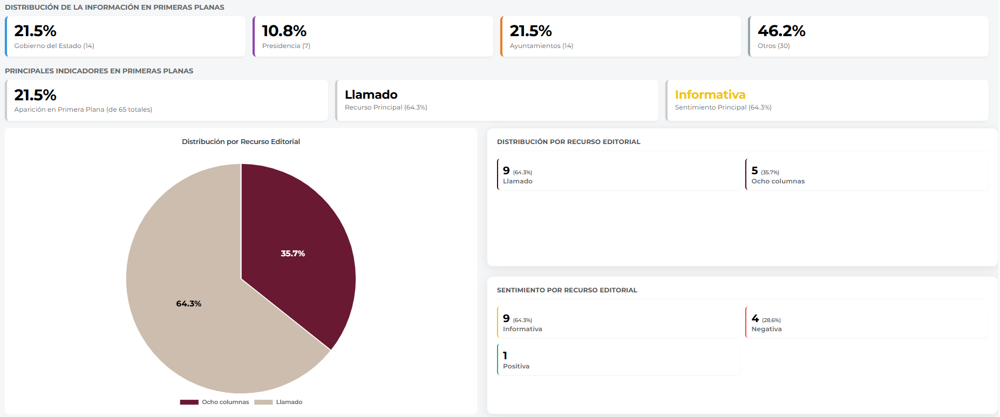 DISTRIBUCIÓN DE LA INFORMACIÓN EN PRIMERAS PLANAS
21.5%
Gobierno del Estado (14)
10.8%
Presidencia (7)
21.5%
Ayuntamientos (14)
46.2%
Otros (30)
PRINCIPALES INDICADORES EN PRIMERAS PLANAS
21.5%
Aparición en Primera Plana (de 65 totales)
Llamado
Recurso Principal (64.3%)
Informativa
Sentimiento Principal (64.3%)
Distribución por Recurso Editorial
35.7%
64.3%
Ocho columnas
Llamado
DISTRIBUCIÓN POR RECURSO EDITORIAL
9 (64.3%)
Llamado
5 (35.7%)
Ocho columnas
SENTIMIENTO POR RECURSO EDITORIAL
9 (64.3%)
Informativa
4 (28.6%)
Negativa
1
Positiva